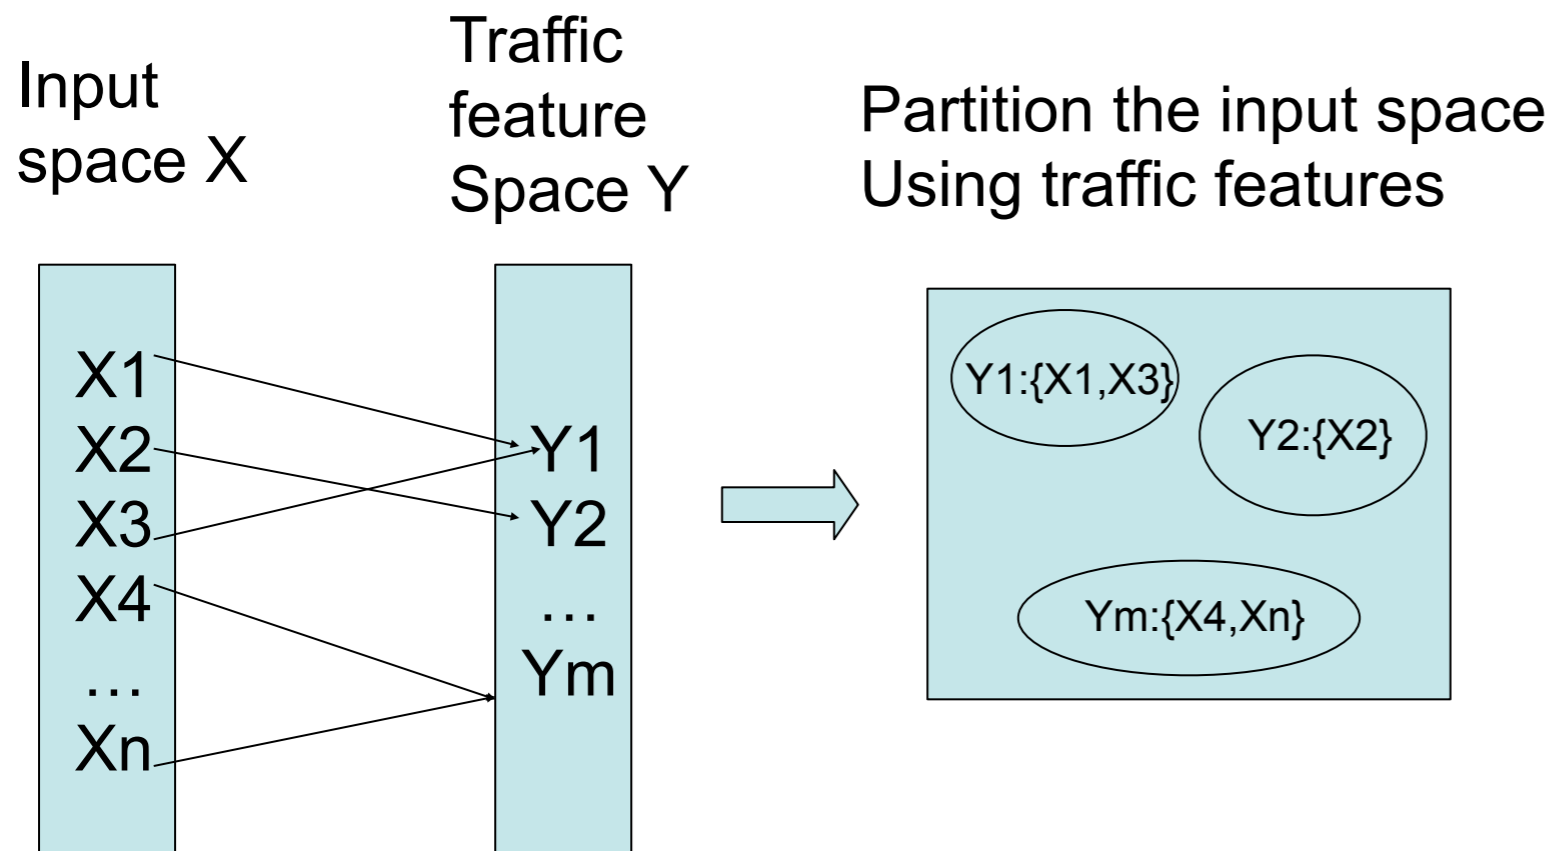 Input
space X
Traffic
feature
Space Y
Partition the input space
Using traffic features
X1
X2
X3
X4
…
Xn
Y1
Y2
…
Ym
Y1:{X1,X3}
Y2:{X2}
Ym:{X4,Xn}